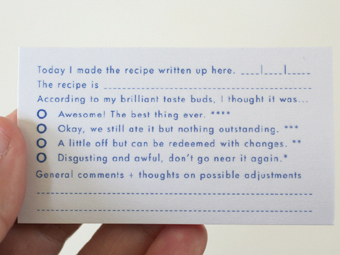 Today I made the recipe written up here. ____|____|____
The recipe is
According to my brilliant taste buds, I thought it was...
O Awesome! The best thing ever. ****
O Okay, we still ate it but nothing outstanding. ***
O A little off but can be redeemed with changes. **
O Disgusting and awful, don't go near it again.*
General comments + thoughts on possible adjustments